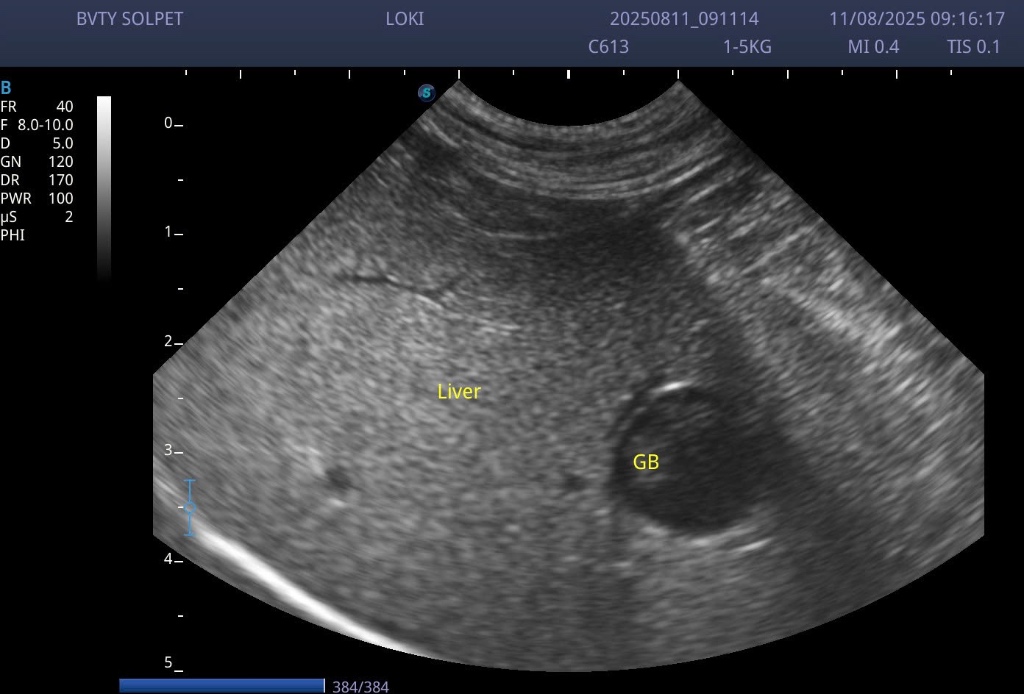 BVTY SOLPET LOKI 20250811_091114 11/08/2025 09:16:17
C613 1-5KG MI 0.4 TIS 0.1
B
FR 40
F 8.0-10.0
D 5.0
GN 120
DR 170
PWR 100
µS 2
PHI
S
0
1
2
3
4
5
Liver
GB
384/384